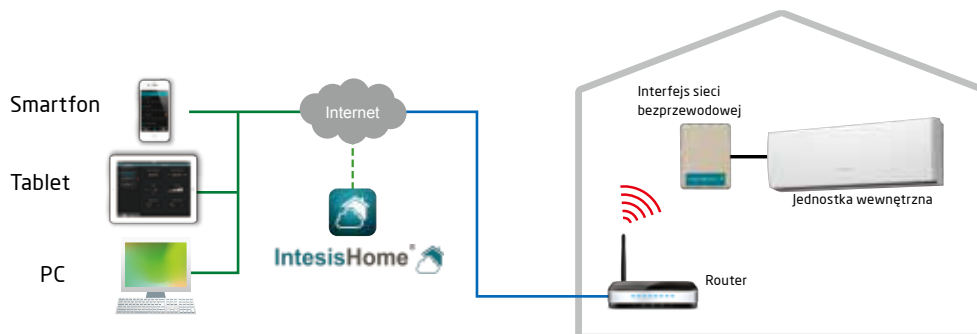 Smartfon
Tablet
PC
Internet
IntesisHome®
Interfejs sieci
bezprzewodowej
Jednostka wewnętrzna
Router